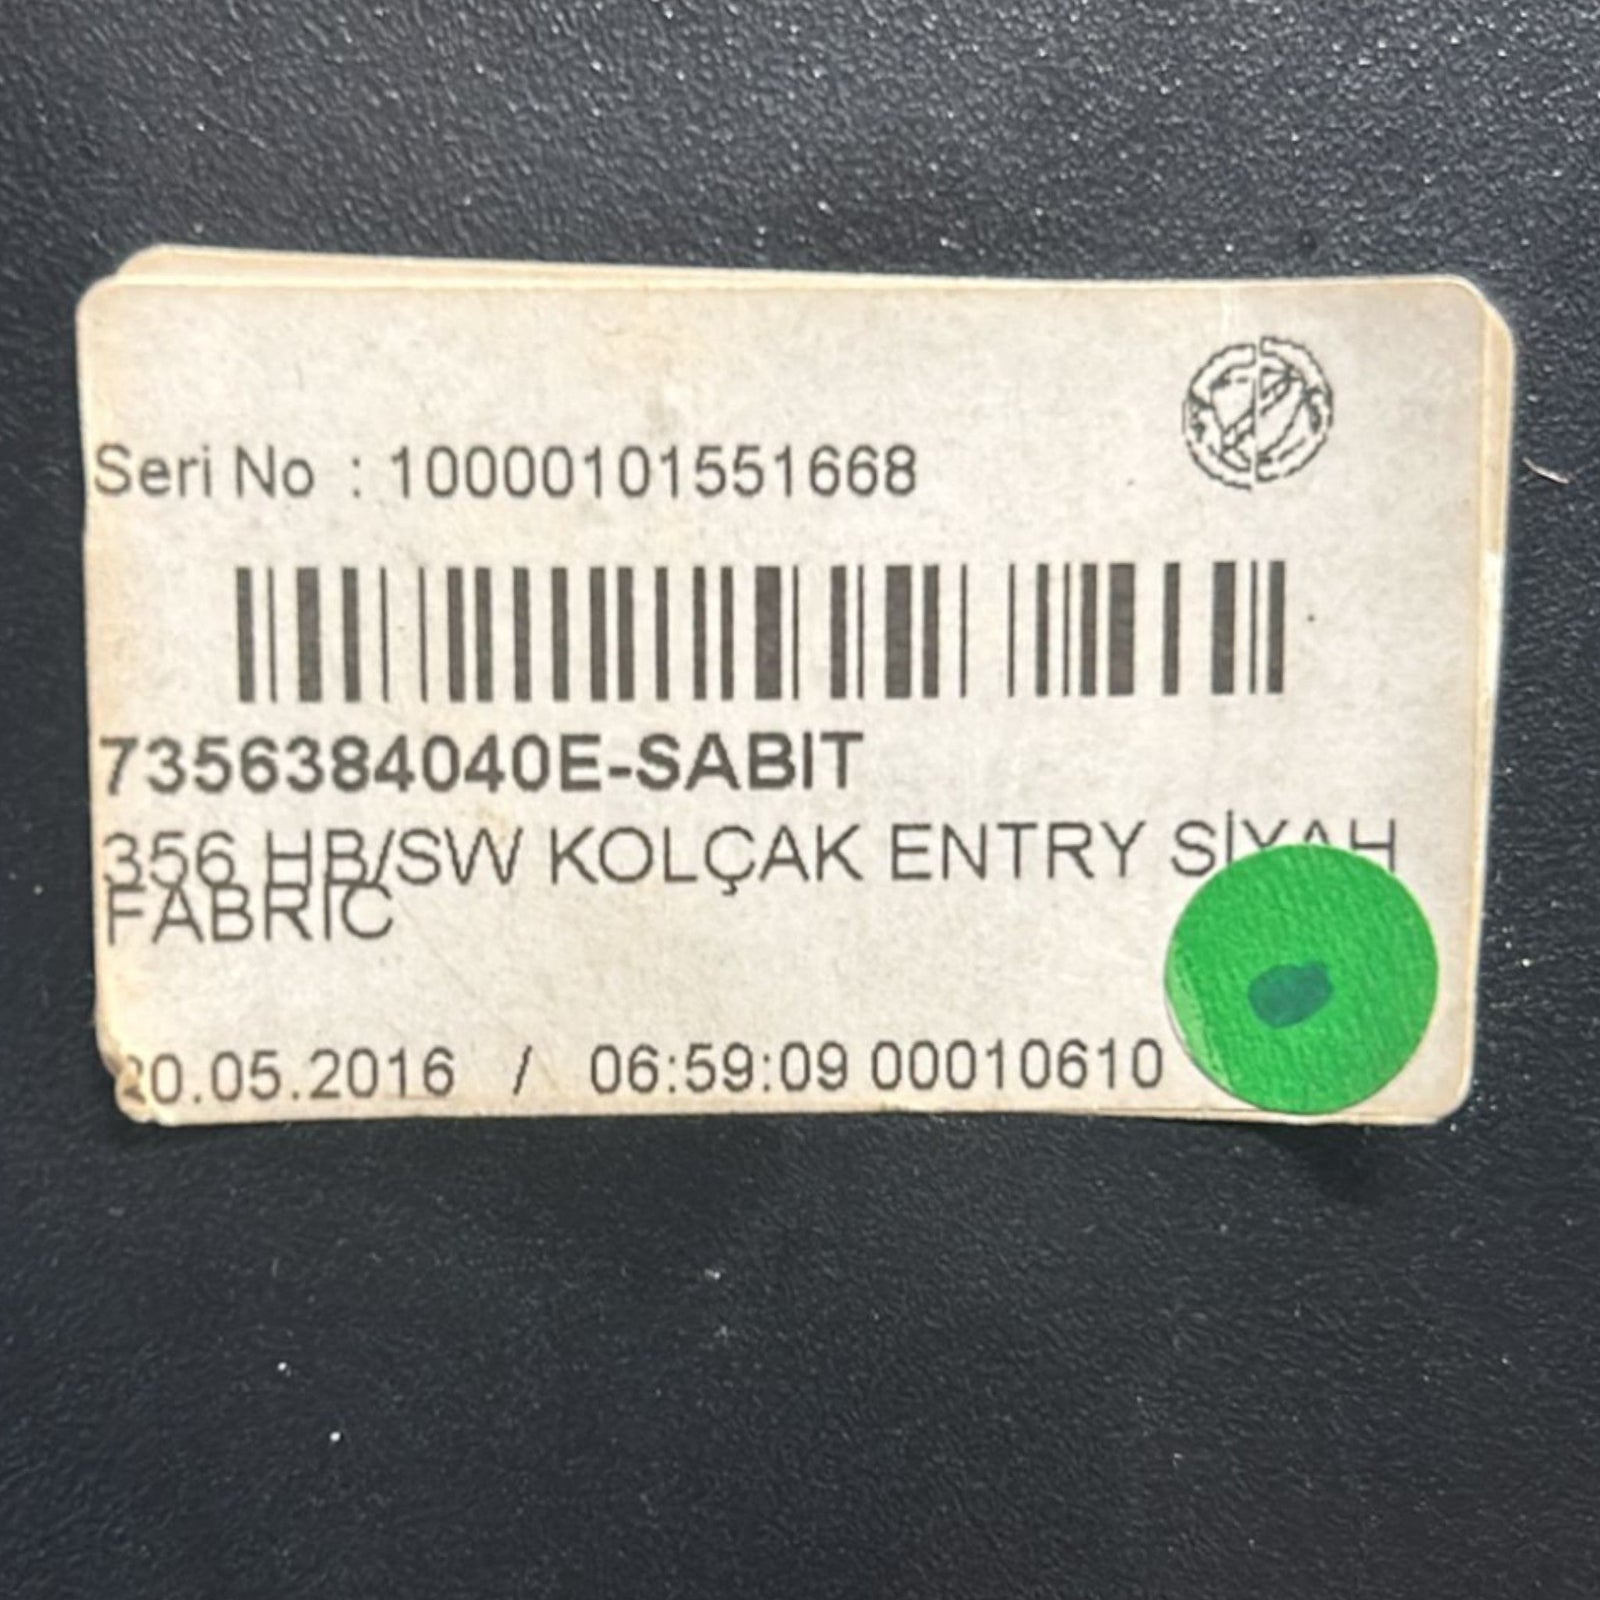 Seri No : 10000101551668
7356384040E-SABIT
356 HB/SW KOLÇAK ENTRY SİYAH
FABRIC
20.05.2016 / 06:59:09 00010610